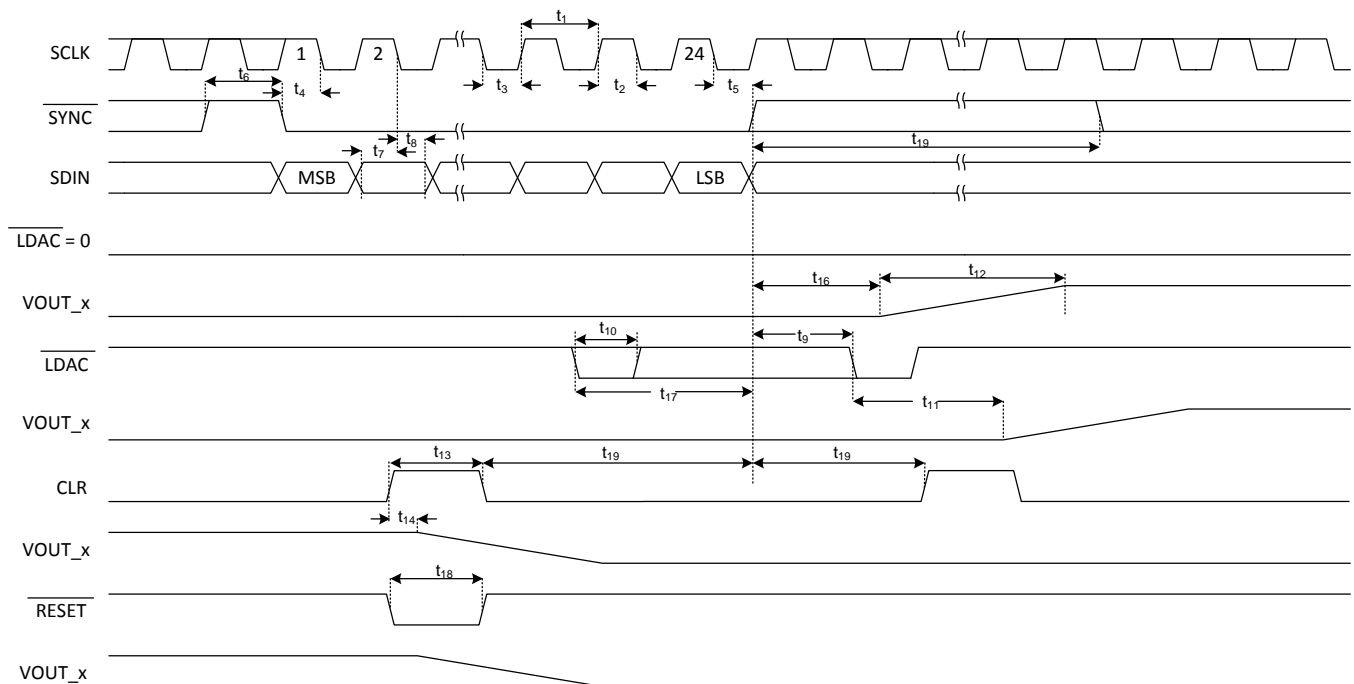 t1
SCLK 1 2 24
t6 t4 t3 t2 t5
SYNC
t8 t19
t7
SDIN MSB LSB
LDAC = 0
t16 t12
VOUT_x
t10 t9
LDAC
t17 t11
VOUT_x
t13 t19 t19
CLR
t14
VOUT_x
t18
RESET
VOUT_x